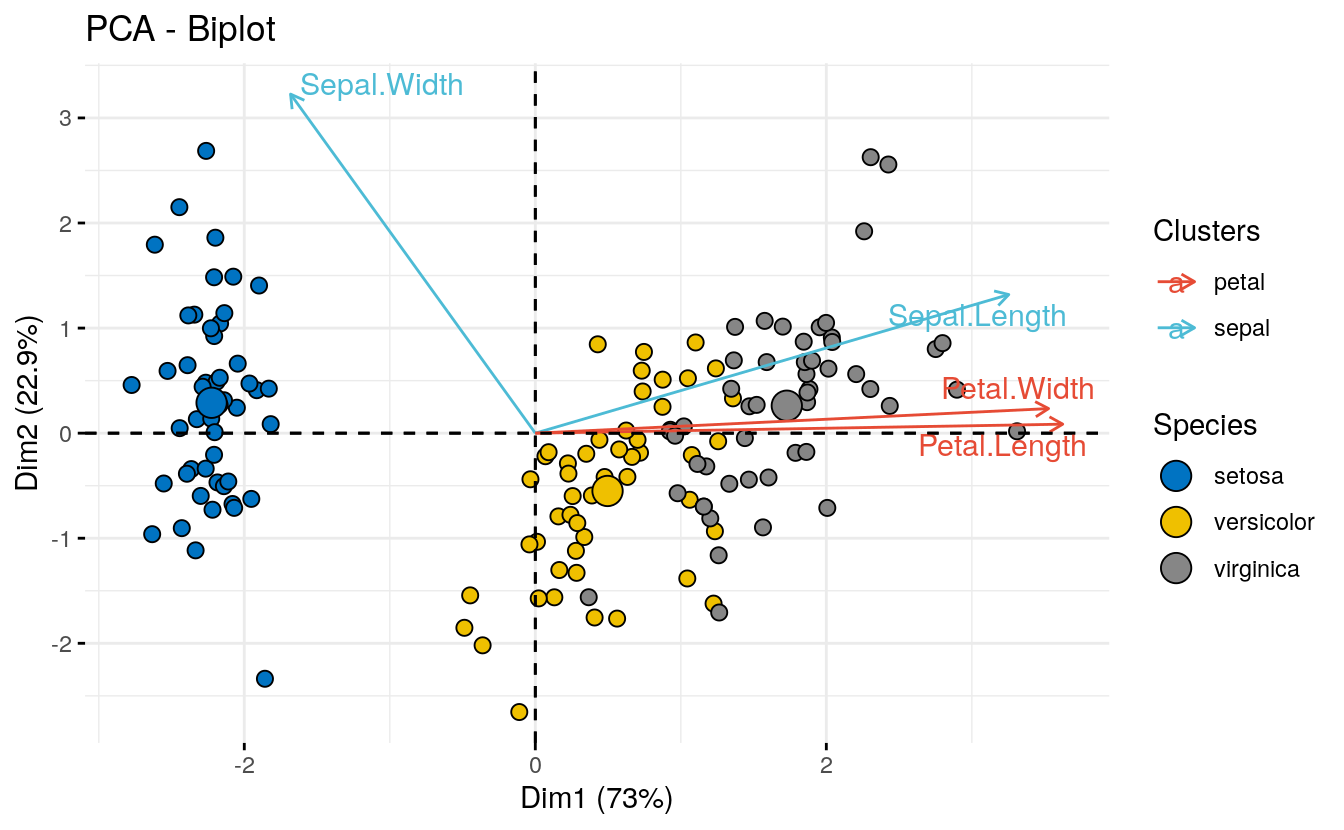 PCA - Biplot
Sepal.Width
Sepal.Length
Petal.Width
Petal.Length
Dim2 (22.9%)
3
2
1
0
-1
-2
-2
0
2
Dim1 (73%)
Clusters
a petal
a sepal
Species
setosa
versicolor
virginica